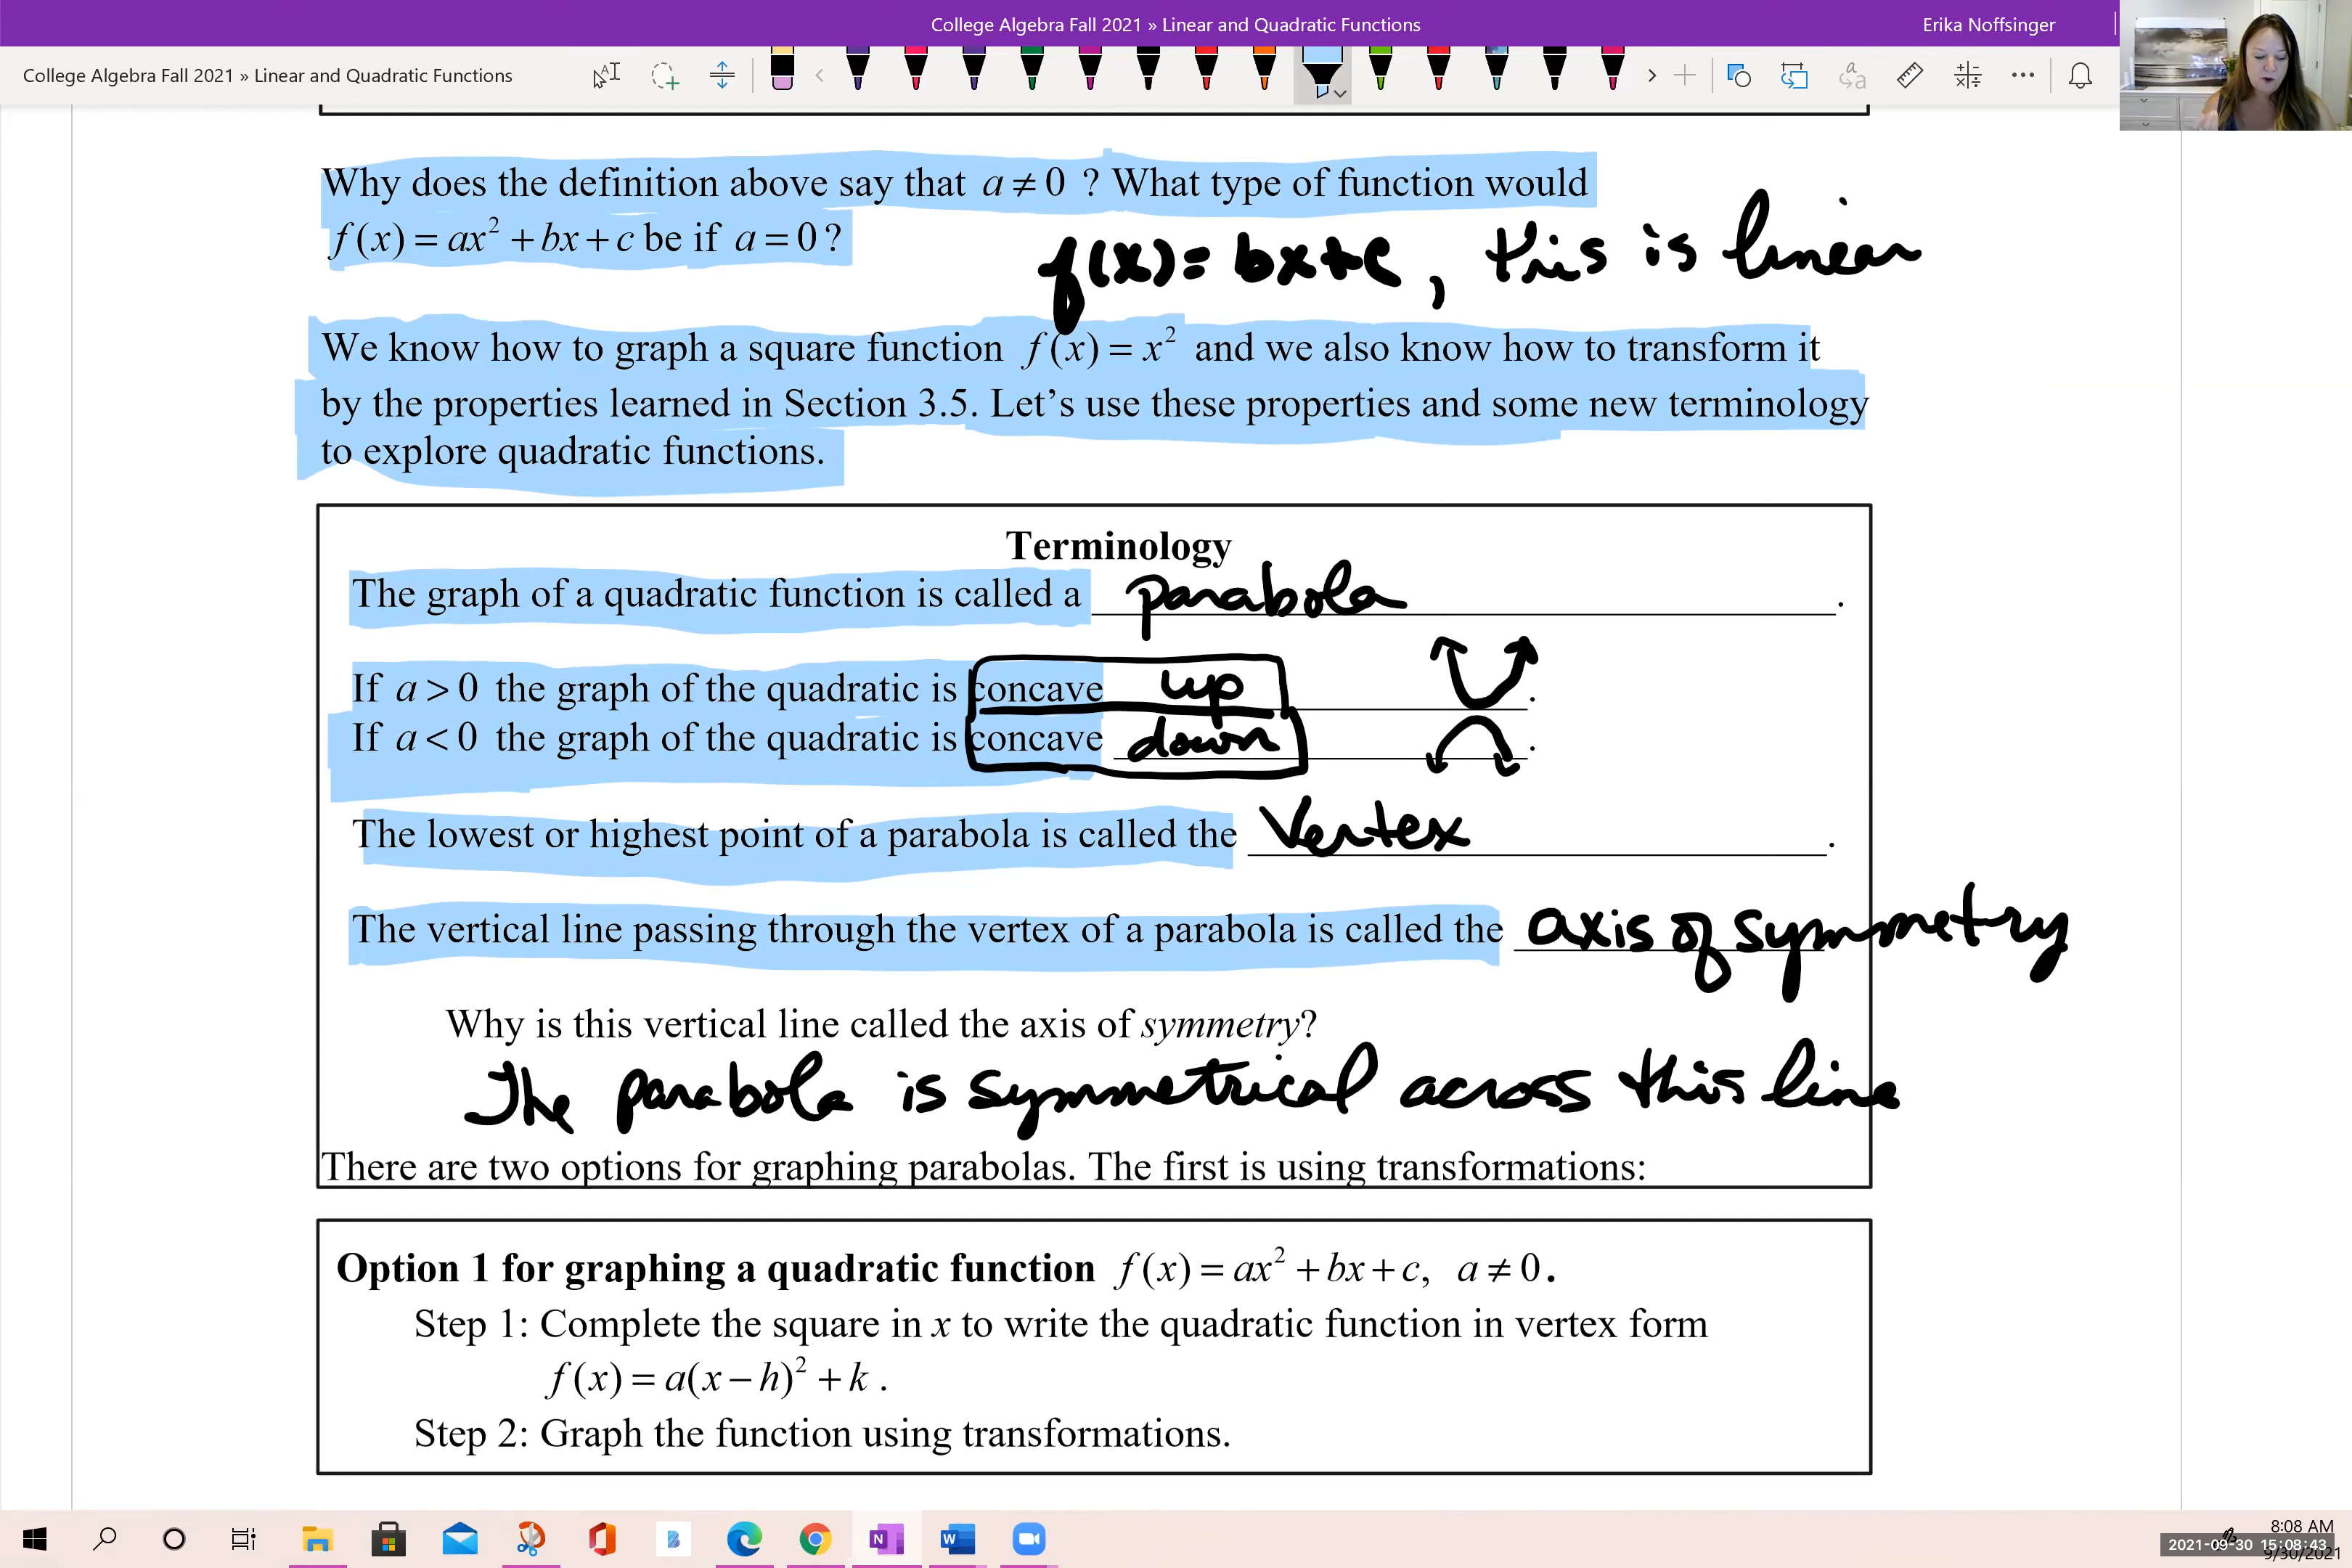 College Algebra Fall 2021 » Linear and Quadratic Functions
Erika Noffsinger
College Algebra Fall 2021 » Linear and Quadratic Functions
Why does the definition above say that a ≠ 0 ? What type of function would
f(x) = ax² + bx + c be if a = 0 ?
f(x) = bx + c, this is linear
We know how to graph a square function f(x) = x² and we also know how to transform it
by the properties learned in Section 3.5. Let’s use these properties and some new terminology
to explore quadratic functions.
Terminology
The graph of a quadratic function is called a parabola.
If a > 0 the graph of the quadratic is concave up.
If a < 0 the graph of the quadratic is concave down.
The lowest or highest point of a parabola is called the Vertex.
The vertical line passing through the vertex of a parabola is called the axis of symmetry
Why is this vertical line called the axis of symmetry?
The parabola is symmetrical across this line
There are two options for graphing parabolas. The first is using transformations:
Option 1 for graphing a quadratic function f(x) = ax² + bx + c, a ≠ 0.
Step 1: Complete the square in x to write the quadratic function in vertex form
f(x) = a(x − h)² + k .
Step 2: Graph the function using transformations.
8:08 AM
2021-09-30 15:08:43
9/30/2021